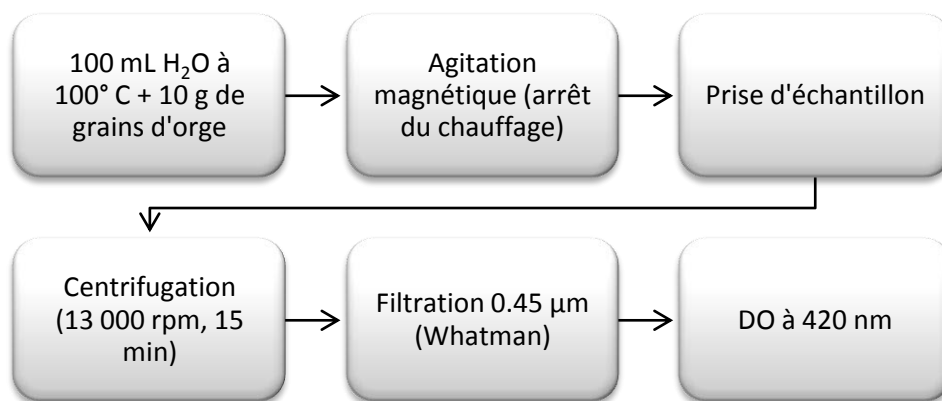 100 mL H₂O à
100° C + 10 g de
grains d'orge
Agitation
magnétique (arrêt
du chauffage)
Prise d'échantillon
Centrifugation
(13 000 rpm, 15
min)
Filtration 0.45 µm
(Whatman)
DO à 420 nm